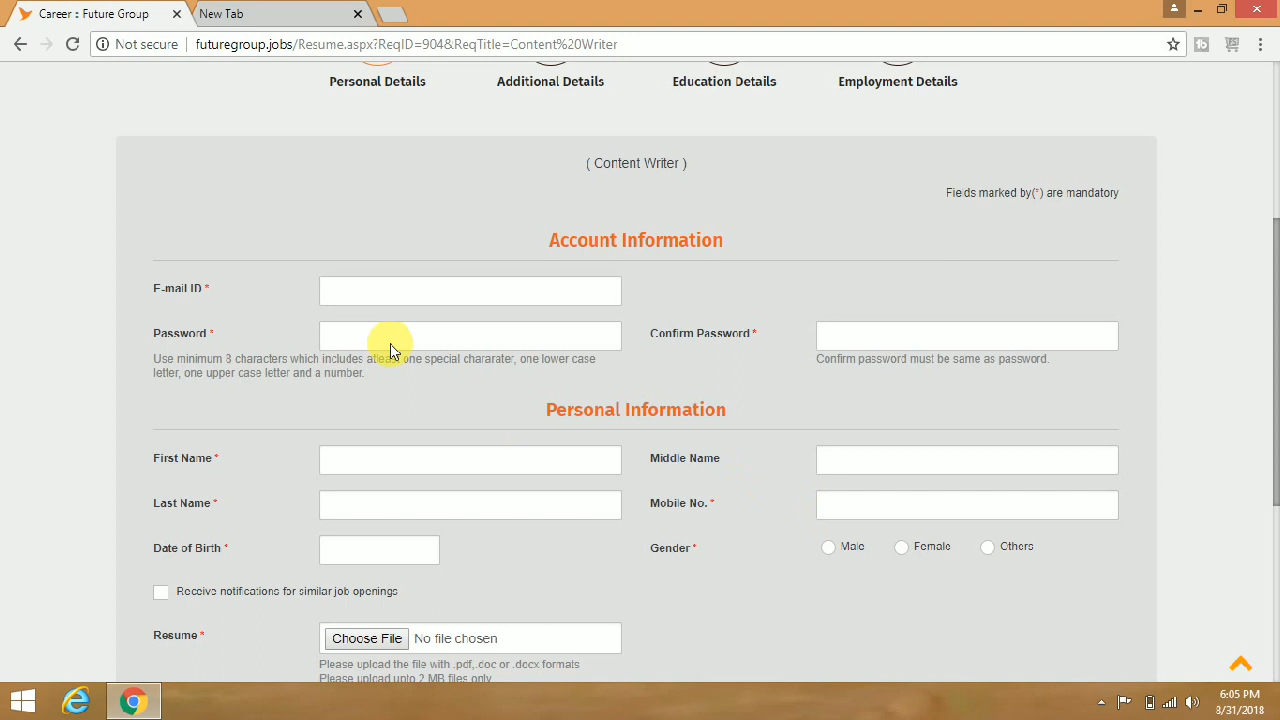 Career : Future Group
New Tab
Not secure
futuregroup.jobs/Resume.aspx?ReqID=904&ReqTitle=Content%20Writer
Personal Details
Additional Details
Education Details
Employment Details
( Content Writer )
Fields marked by(*) are mandatory
Account Information
E-mail ID *
Password *
Confirm Password *
Use minimum 8 characters which includes atleast one special chararater, one lower case
letter, one upper case letter and a number.
Confirm password must be same as password.
Personal Information
First Name *
Middle Name
Last Name *
Mobile No. *
Date of Birth *
Gender *
Male
Female
Others
Receive notifications for similar job openings
Resume *
Choose File No file chosen
Please upload the file with .pdf,.doc or .docx formats
Please upload upto 2 MB files only
6:05 PM
8/31/2018